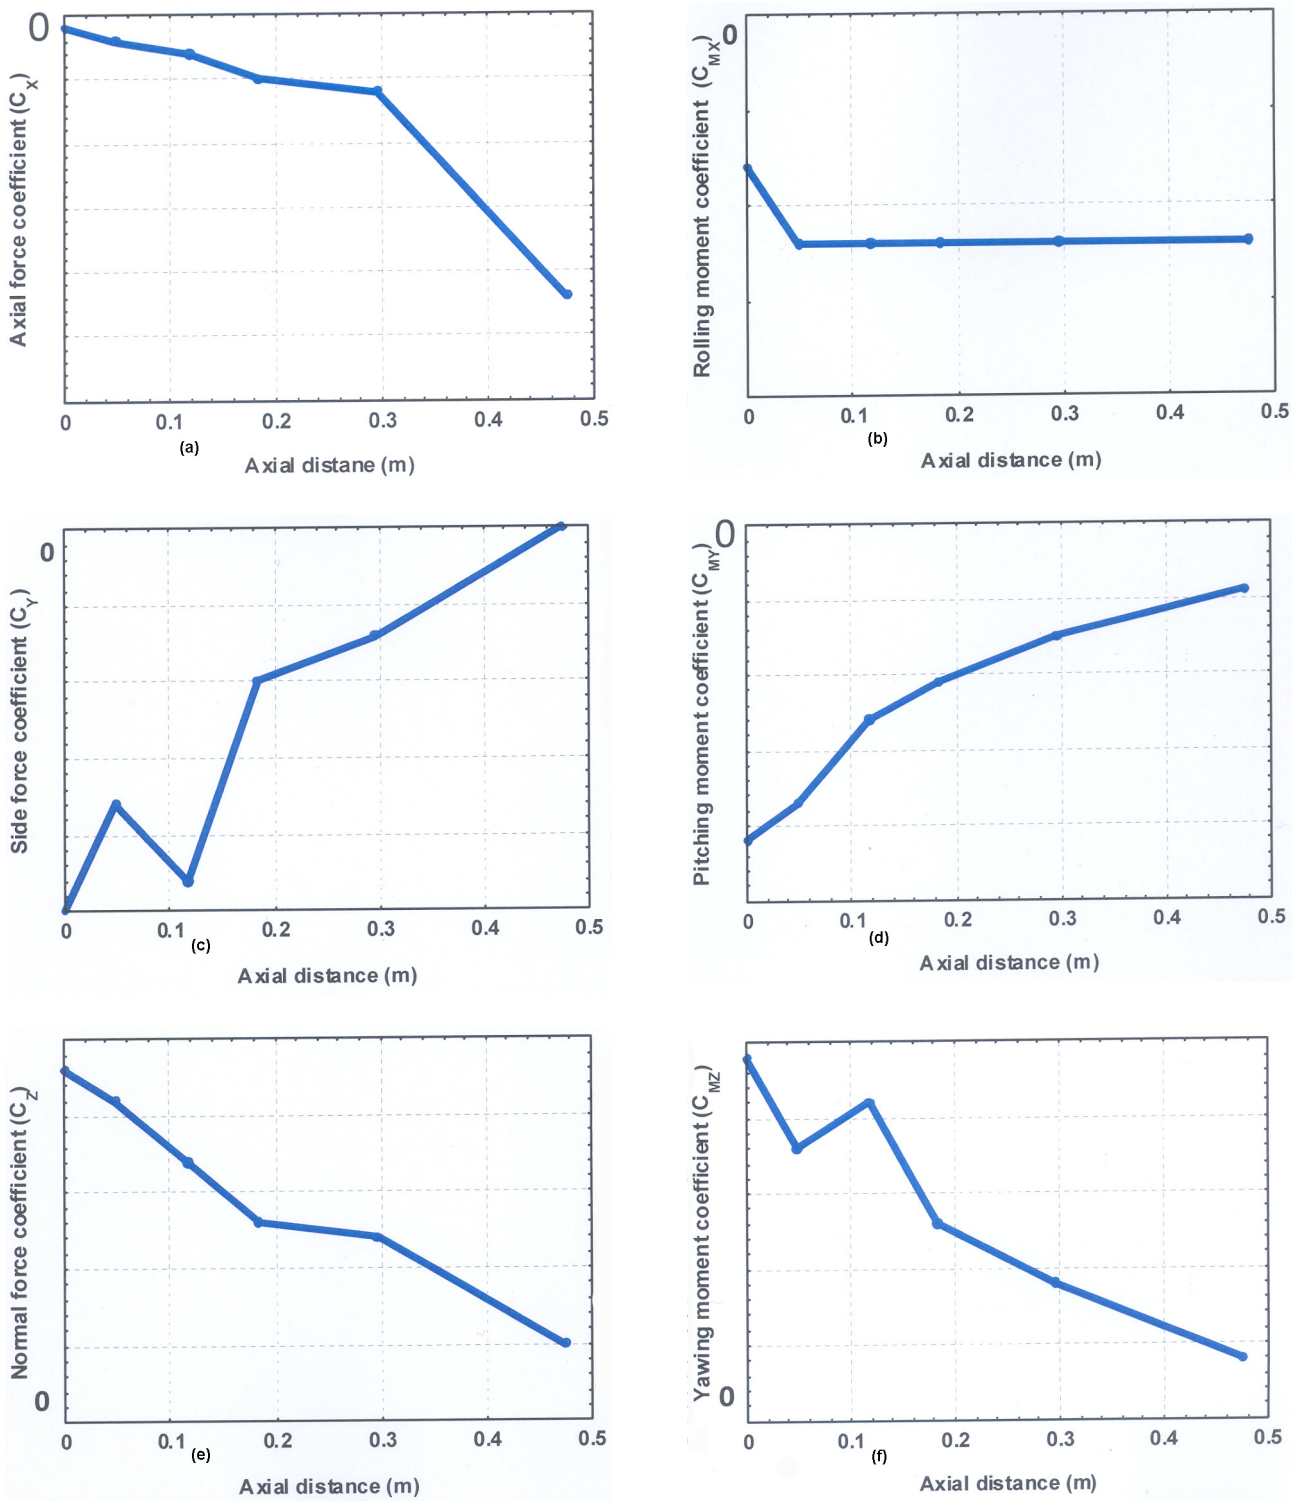 0
Axial force coefficient (CX)
0 0.1 0.2 0.3 0.4 0.5
(a)
Axial distane (m)
0
Rolling moment coefficient (CMX)
0 0.1 0.2 0.3 0.4 0.5
(b)
Axial distance (m)
0
Side force coefficient (CY)
0 0.1 0.2 0.3 0.4 0.5
(c)
Axial distance (m)
0
Pitching moment coefficient (CMY)
0 0.1 0.2 0.3 0.4 0.5
(d)
Axial distance (m)
Normal force coefficient (CZ)
0
0 0.1 0.2 0.3 0.4 0.5
(e)
Axial distance (m)
Yawing moment coefficient (CMZ)
0
0 0.1 0.2 0.3 0.4 0.5
(f)
Axial distance (m)